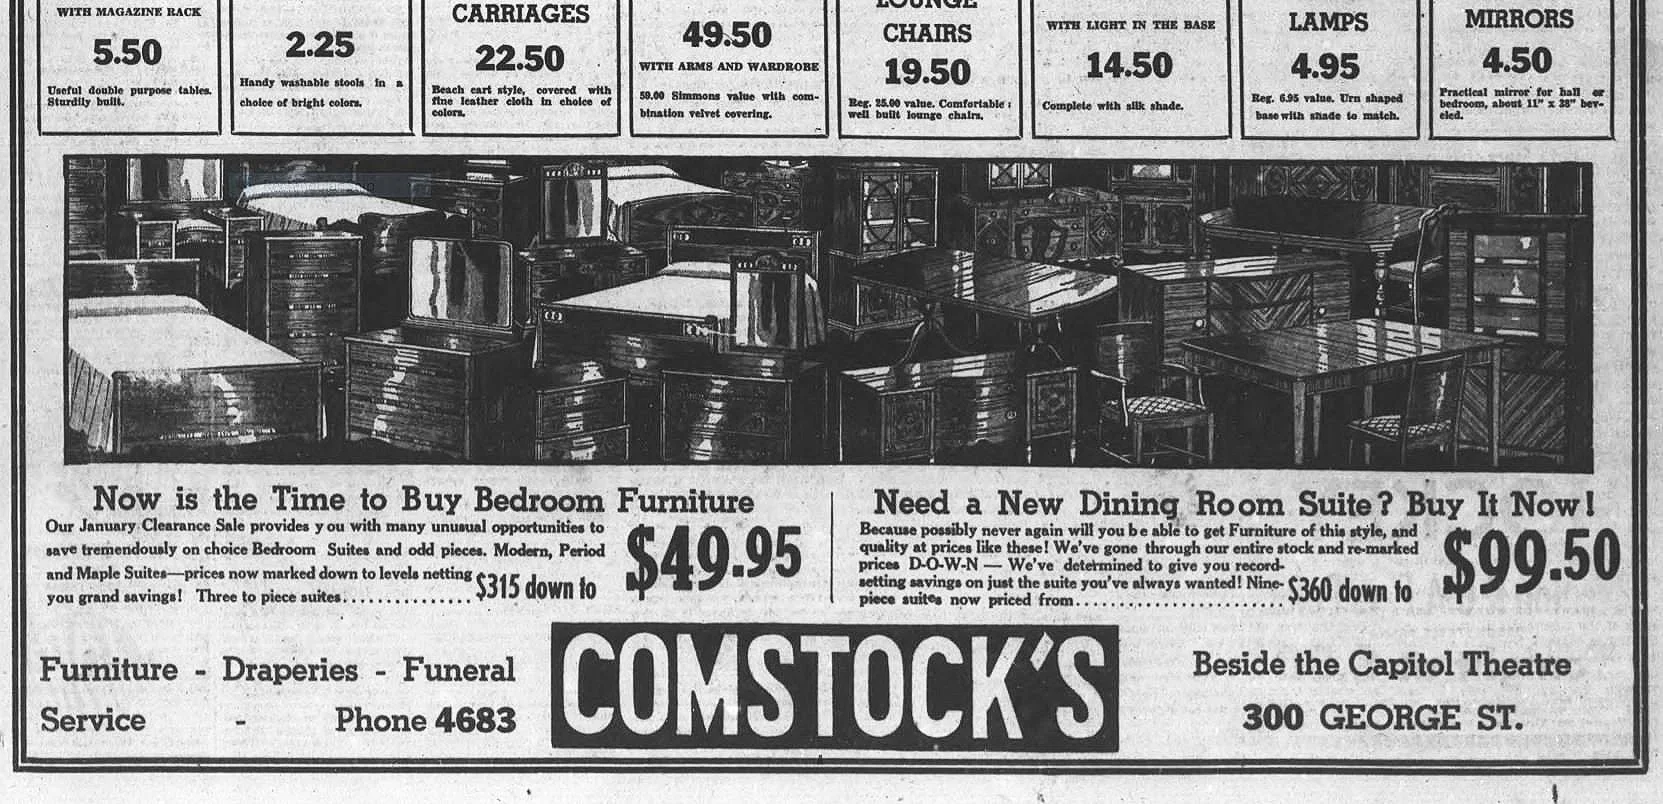 WITH MAGAZINE RACK
5.50
Useful double purpose tables.
Sturdily built.
2.25
Handy washable stools in a
choice of bright colors.
CARRIAGES
22.50
Beach cart style, covered with
fine leather cloth in choice of
colors.
49.50
WITH ARMS AND WARDROBE
59.00 Simmons value with com-
bination velvet covering.
LOUNGE
CHAIRS
19.50
Reg. 25.00 value. Comfortable :
well built lounge chairs.
WITH LIGHT IN THE BASE
14.50
Complete with silk shade.
LAMPS
4.95
Reg. 6.95 value. Urn shaped
base with shade to match.
MIRRORS
4.50
Practical mirror for hall or
bedroom, about 11" x 28" bev-
eled.
Now is the Time to Buy Bedroom Furniture
Our January Clearance Sale provides you with many unusual opportunities to
save tremendously on choice Bedroom Suites and odd pieces. Modern, Period
and Maple Suites—prices now marked down to levels netting
you grand savings! Three to piece suites............... $315 down to
$49.95
Need a New Dining Room Suite? Buy It Now!
Because possibly never again will you be able to get Furniture of this style, and
quality at prices like these! We've gone through our entire stock and re-marked
prices D-O-W-N — We've determined to give you record-
setting savings on just the suite you've always wanted! Nine-
piece suites now priced from........................ $360 down to
$99.50
Furniture - Draperies - Funeral
Service - Phone 4683
COMSTOCK'S
Beside the Capitol Theatre
300 GEORGE ST.